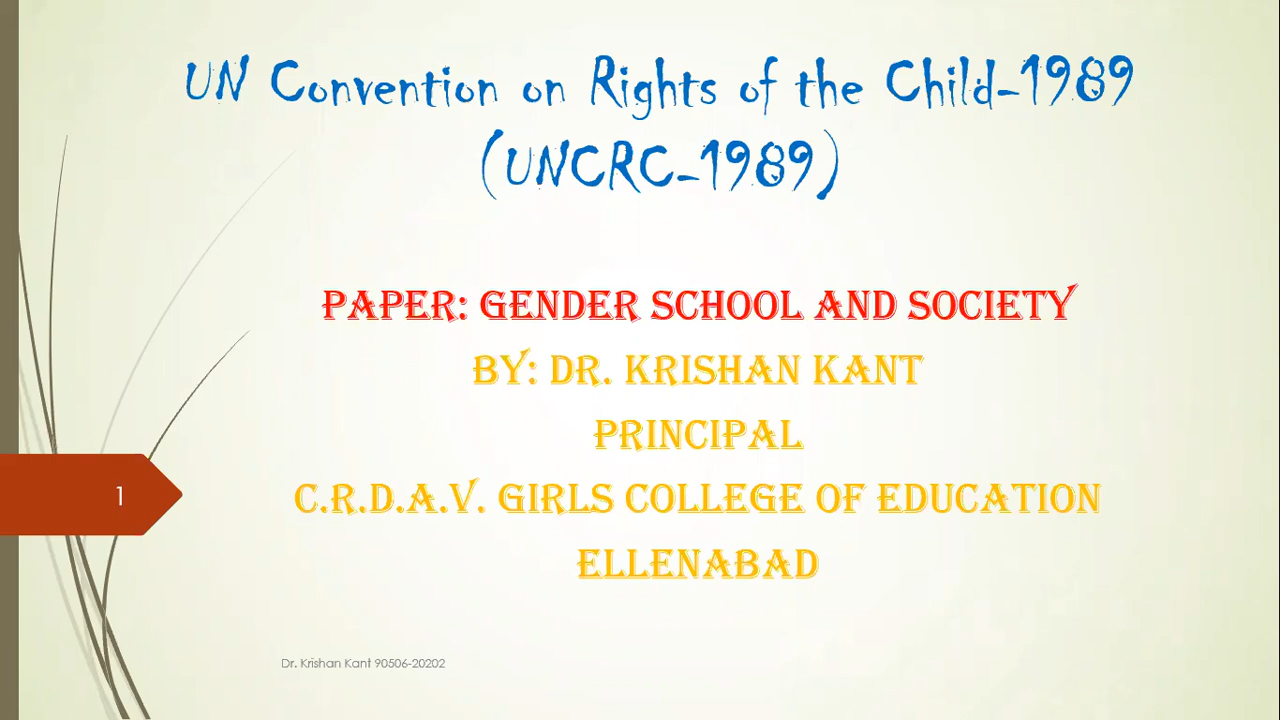 UN Convention on Rights of the Child-1989
(UNCRC-1989)
PAPER: GENDER SCHOOL AND SOCIETY
BY: DR. KRISHAN KANT
PRINCIPAL
C.R.D.A.V. GIRLS COLLEGE OF EDUCATION
ELLENABAD
1
Dr. Krishan Kant 90506-20202